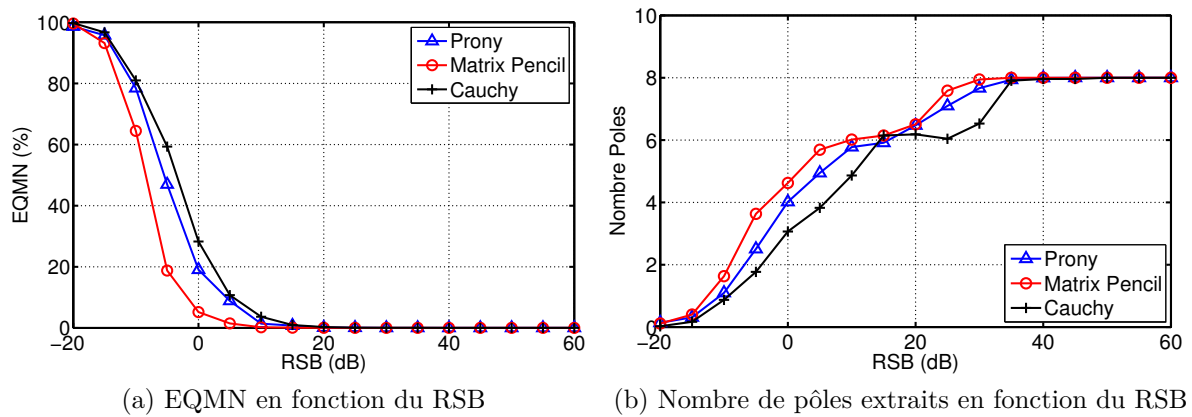 100
80
60
40
20
0
−20
0
20
40
60
EQMN (%)
RSB (dB)
Prony
Matrix Pencil
Cauchy
(a) EQMN en fonction du RSB
10
8
6
4
2
0
−20
0
20
40
60
Nombre Poles
RSB (dB)
Prony
Matrix Pencil
Cauchy
(b) Nombre de pôles extraits en fonction du RSB